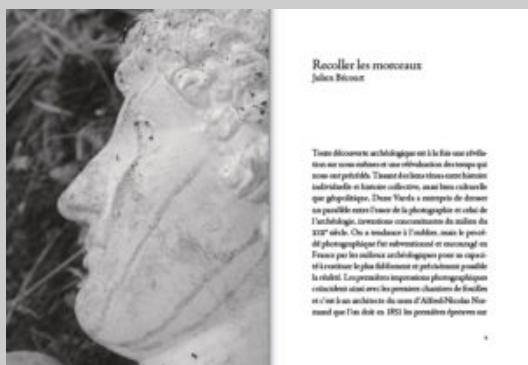 Recoller les morceaux
Julien Bécourt
Toute découverte archéologique est à la fois une révéla-
tion sur nous-mêmes et une réévaluation des temps qui
nous ont précédés. Tissant des liens ténus entre histoire
individuelle et histoire collective, aussi bien culturelle
que géopolitique, Dune Varela a entrepris de dresser
un parallèle entre l'essor de la photographie et celui de
l'archéologie, inventions concomitantes du milieu du
siècle. On a tendance à l'oublier, mais le procé-
dé photographique fut subventionné et encouragé en
France par les milieux archéologiques pour sa capaci-
té à restituer le plus fidèlement et précisément possible
la réalité. Les premières impressions photographiques
coïncident ainsi avec les premiers chantiers de fouilles
et c'est à un architecte du nom d'Alfred-Nicolas Nor-
mand que l'on doit en 1851 les premières épreuves sur